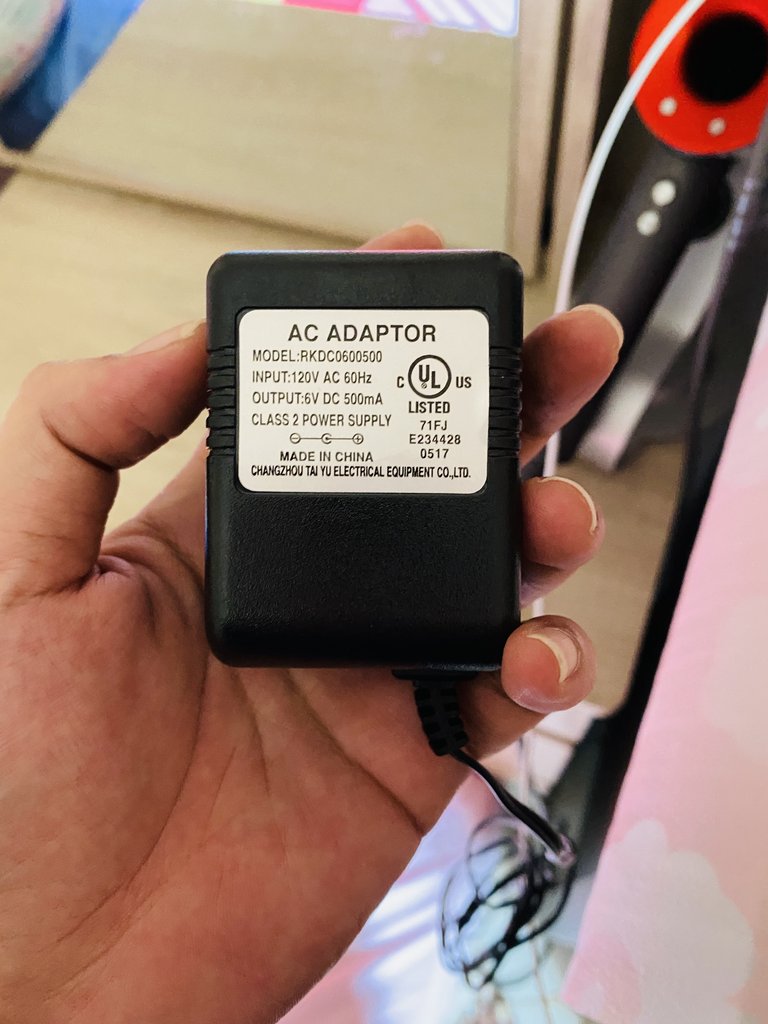 AC ADAPTOR
MODEL:RKDC0600500
INPUT:120V AC 60Hz
OUTPUT:6V DC 500mA
CLASS 2 POWER SUPPLY
C UL US
LISTED
71FJ
E234428
0517
MADE IN CHINA
CHANGZHOU TAI YU ELECTRICAL EQUIPMENT CO.,LTD.